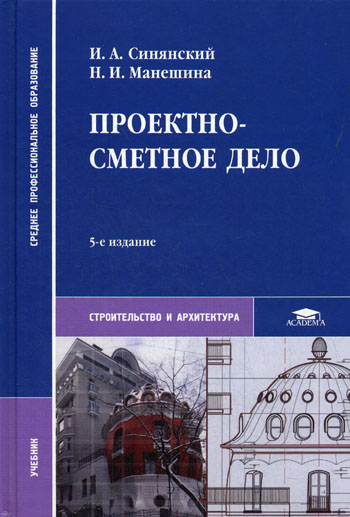 И. А. Синянский
Н. И. Манешина
ПРОЕКТНО-
СМЕТНОЕ ДЕЛО
5-е издание
СТРОИТЕЛЬСТВО И АРХИТЕКТУРА
ACADEMA
СРЕДНЕЕ ПРОФЕССИОНАЛЬНОЕ ОБРАЗОВАНИЕ
УЧЕБНИК